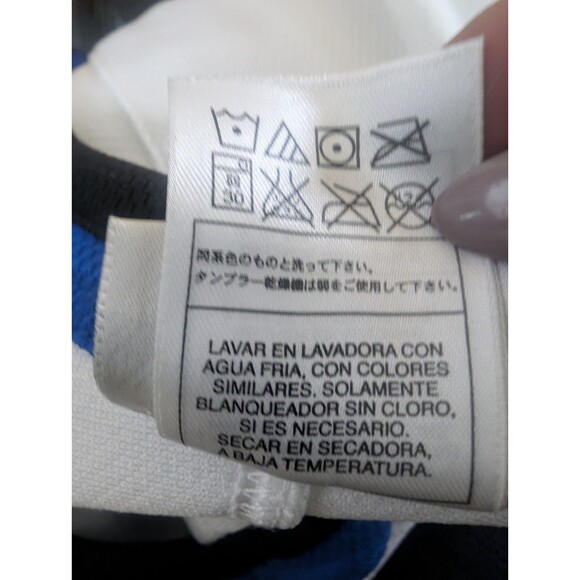 同系色のものと洗って下さい。
タンブラー乾燥機は弱をご使用して下さい。
LAVAR EN LAVADORA CON
AGUA FRIA, CON COLORES
SIMILARES. SOLAMENTE
BLANQUEADOR SIN CLORO,
SI ES NECESARIO.
SECAR EN SECADORA,
A BAJA TEMPERATURA.